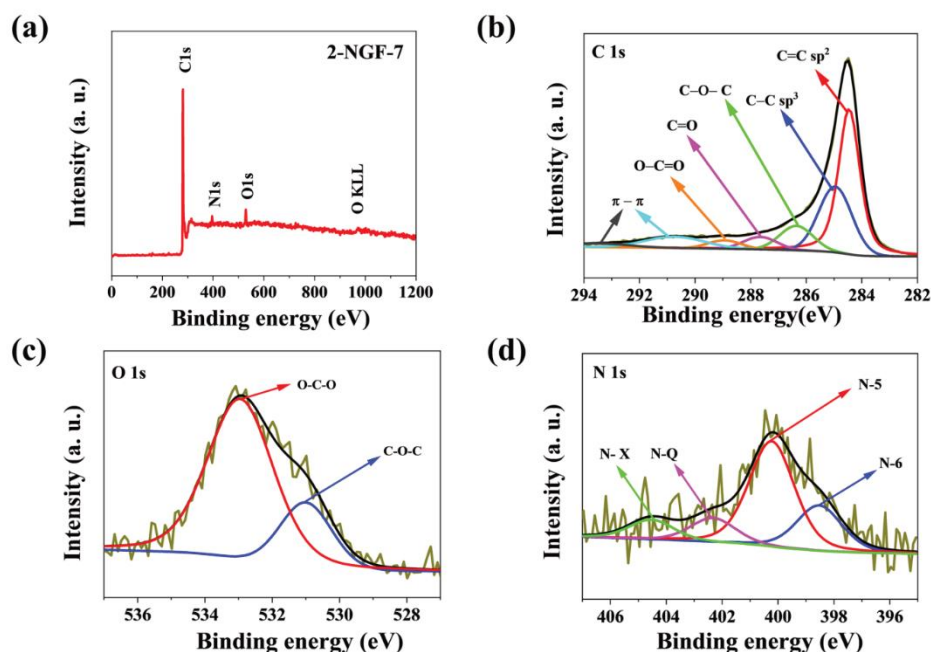 (a)
2-NGF-7
C1s
N1s
O1s
O KLL
Intensity (a. u.)
0 200 400 600 800 1000 1200
Binding energy (eV)
(b)
C 1s
C=C sp²
C–O– C
C–C sp³
C=O
O–C=O
π – π
Intensity (a. u.)
294 292 290 288 286 284 282
Binding energy(eV)
(c)
O 1s
O-C-O
C-O-C
Intensity (a. u.)
536 534 533 531 530 528
Binding energy (eV)
(d)
N 1s
N-5
N- X
N-Q
N-6
Intensity (a. u.)
406 404 402 400 398 396
Binding energy (eV)